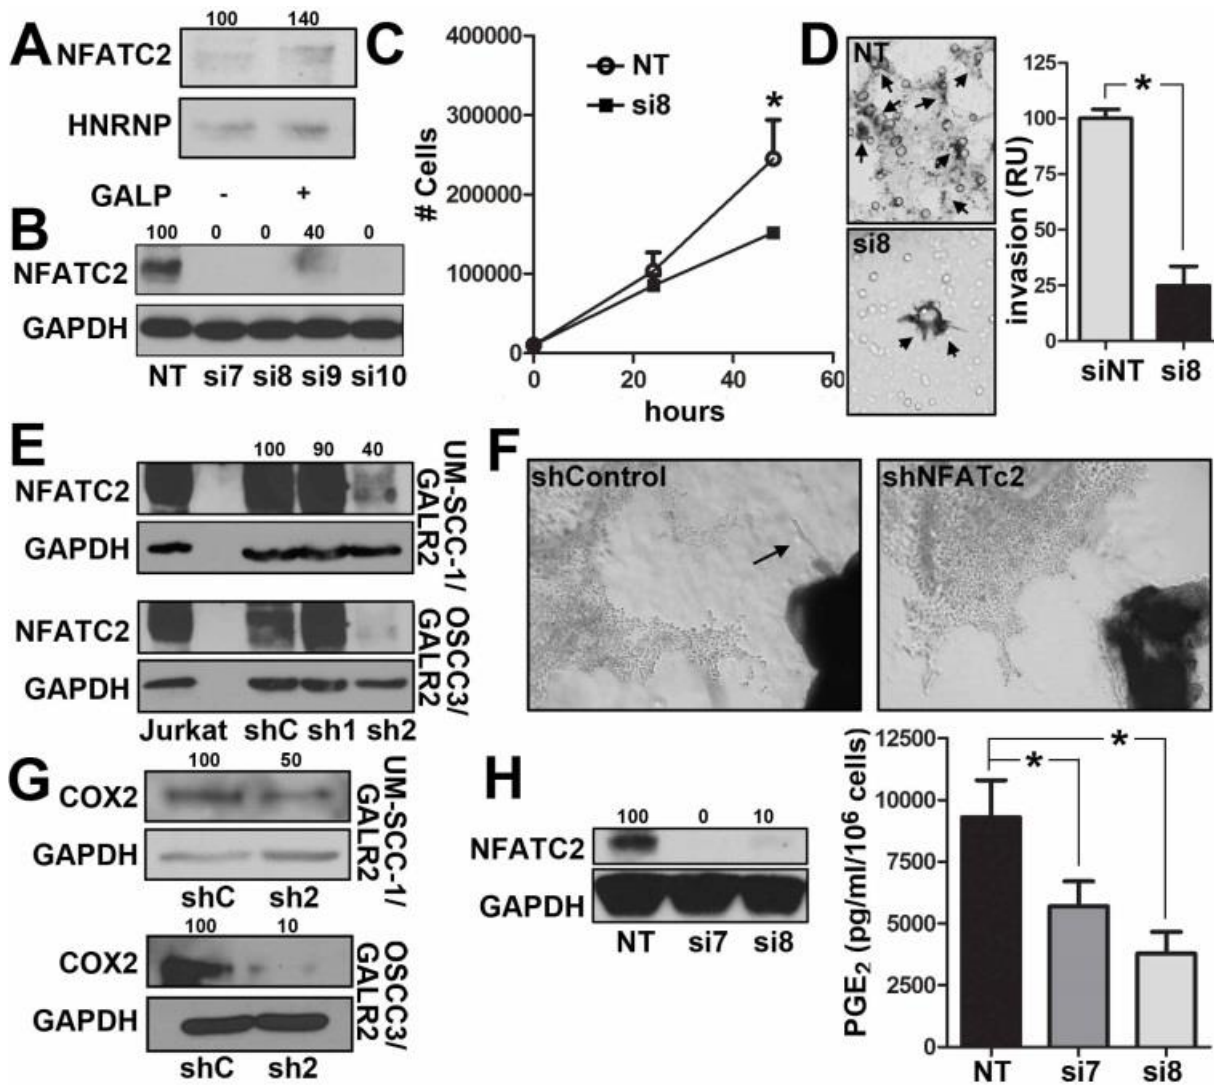 A
100 140
NFATC2
HNRNP
GALP - +
B
100 0 0 40 0
NFATC2
GAPDH
NT si7 si8 si9 si10
C
400000
300000
200000
100000
0
# Cells
NT
si8
*
0 20 40 60
hours
D
NT
si8
125
100
75
50
25
0
invasion (RU)
*
siNT si8
E
100 90 40
NFATC2
GAPDH
UM-SCC-1/
GALR2
NFATC2
GAPDH
OSCC3/
GALR2
Jurkat shC sh1 sh2
F
shControl
shNFATc2
G
100 50
COX2
GAPDH
shC sh2
UM-SCC-1/
GALR2
100 10
COX2
GAPDH
shC sh2
OSCC3/
GALR2
H
100 0 10
NFATC2
GAPDH
NT si7 si8
12500
10000
7500
5000
2500
0
PGE2 (pg/ml/10⁶ cells)
* *
NT si7 si8